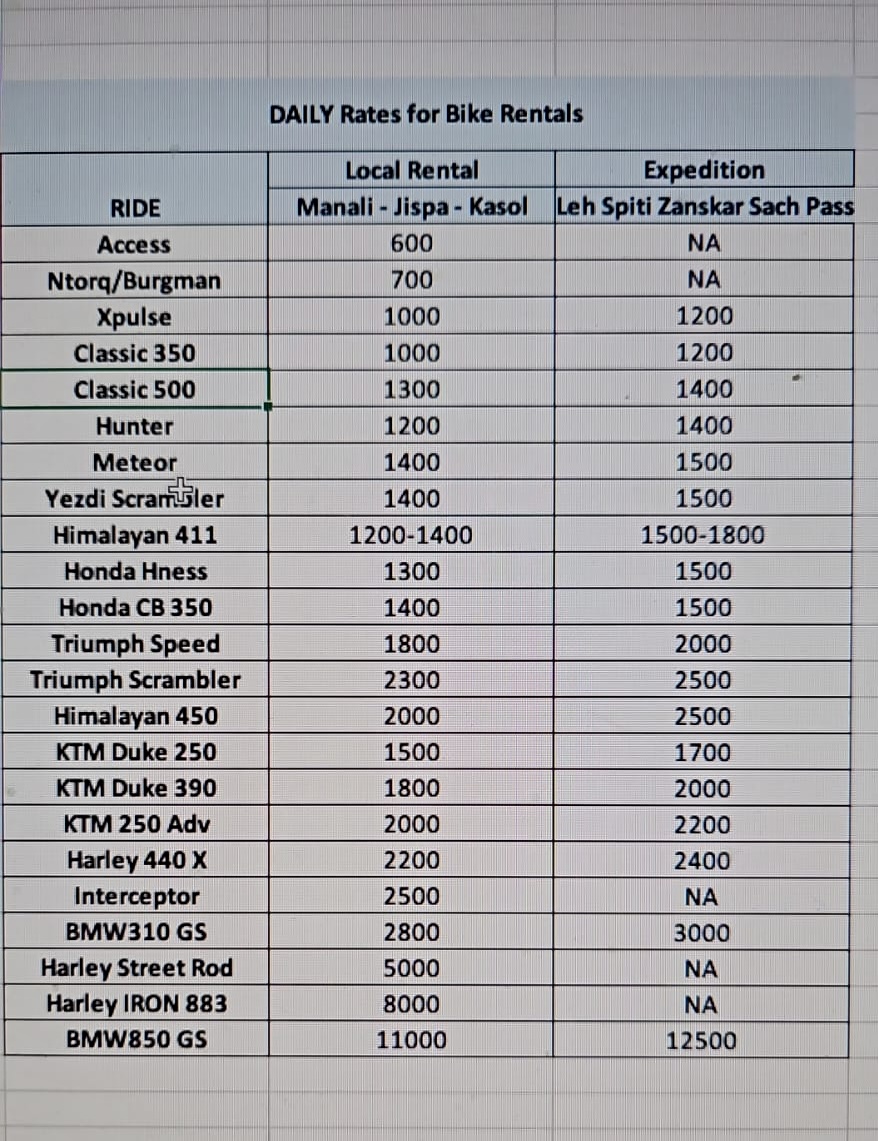 DAILY Rates for Bike Rentals
RIDE Local Rental Expedition
Manali - Jispa - Kasol Leh Spiti Zanskar Sach Pass
Access 600 NA
Ntorq/Burgman 700 NA
Xpulse 1000 1200
Classic 350 1000 1200
Classic 500 1300 1400
Hunter 1200 1400
Meteor 1400 1500
Yezdi Scrambler 1400 1500
Himalayan 411 1200-1400 1500-1800
Honda Hness 1300 1500
Honda CB 350 1400 1500
Triumph Speed 1800 2000
Triumph Scrambler 2300 2500
Himalayan 450 2000 2500
KTM Duke 250 1500 1700
KTM Duke 390 1800 2000
KTM 250 Adv 2000 2200
Harley 440 X 2200 2400
Interceptor 2500 NA
BMW310 GS 2800 3000
Harley Street Rod 5000 NA
Harley IRON 883 8000 NA
BMW850 GS 11000 12500